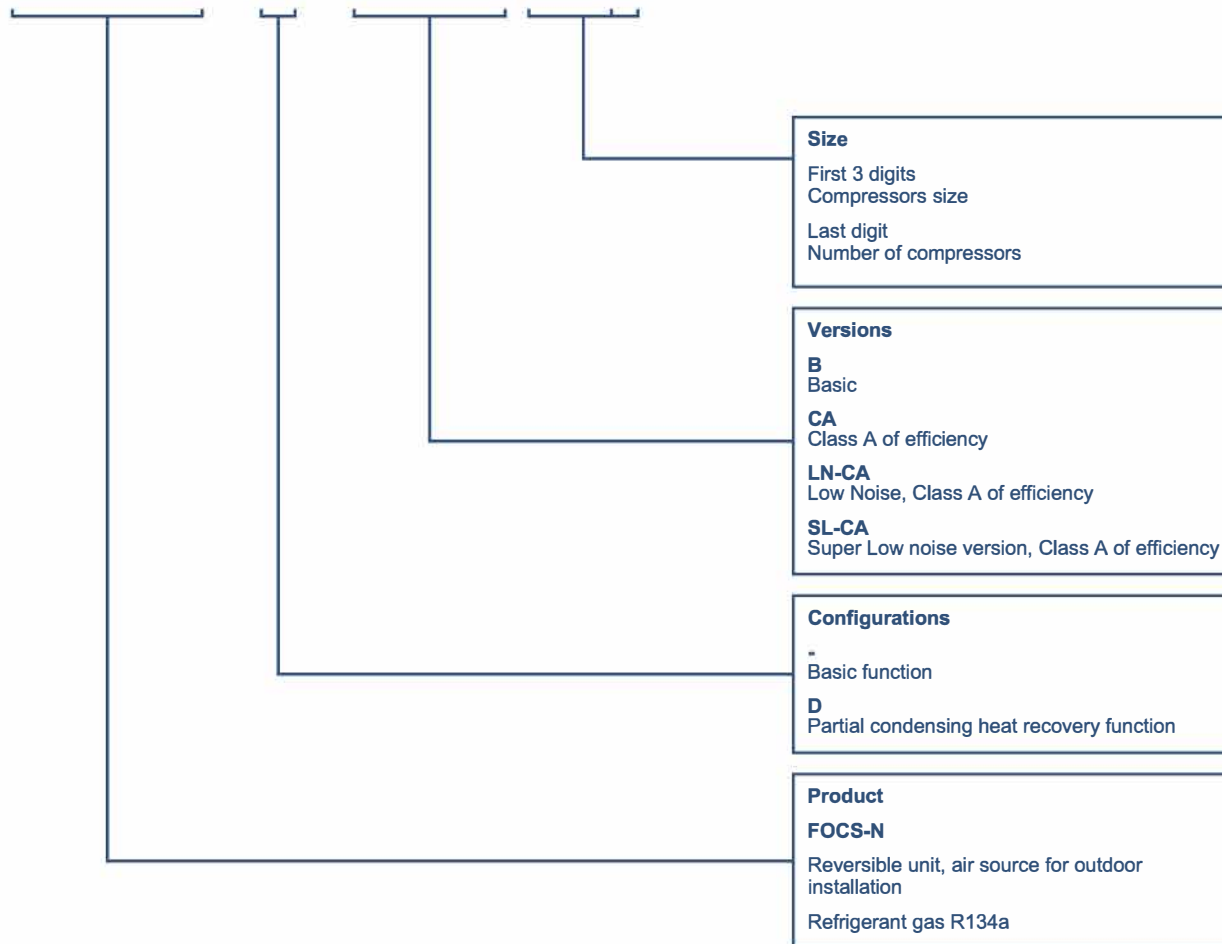 Size
First 3 digits
Compressors size
Last digit
Number of compressors
Versions
B
Basic
CA
Class A of efficiency
LN-CA
Low Noise, Class A of efficiency
SL-CA
Super Low noise version, Class A of efficiency
Configurations
-
Basic function
D
Partial condensing heat recovery function
Product
FOCS-N
Reversible unit, air source for outdoor
installation
Refrigerant gas R134a